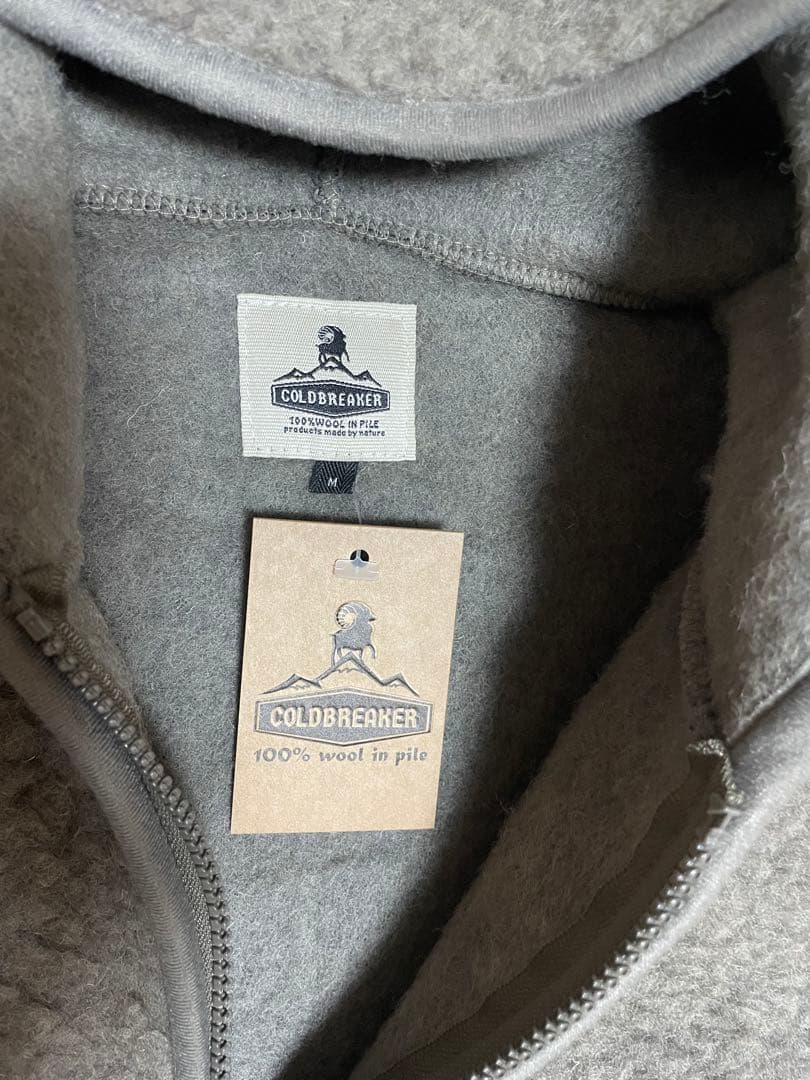 COLDBREAKER
100%WOOL IN PILE
products made by nature
M
COLDBREAKER
100% wool in pile